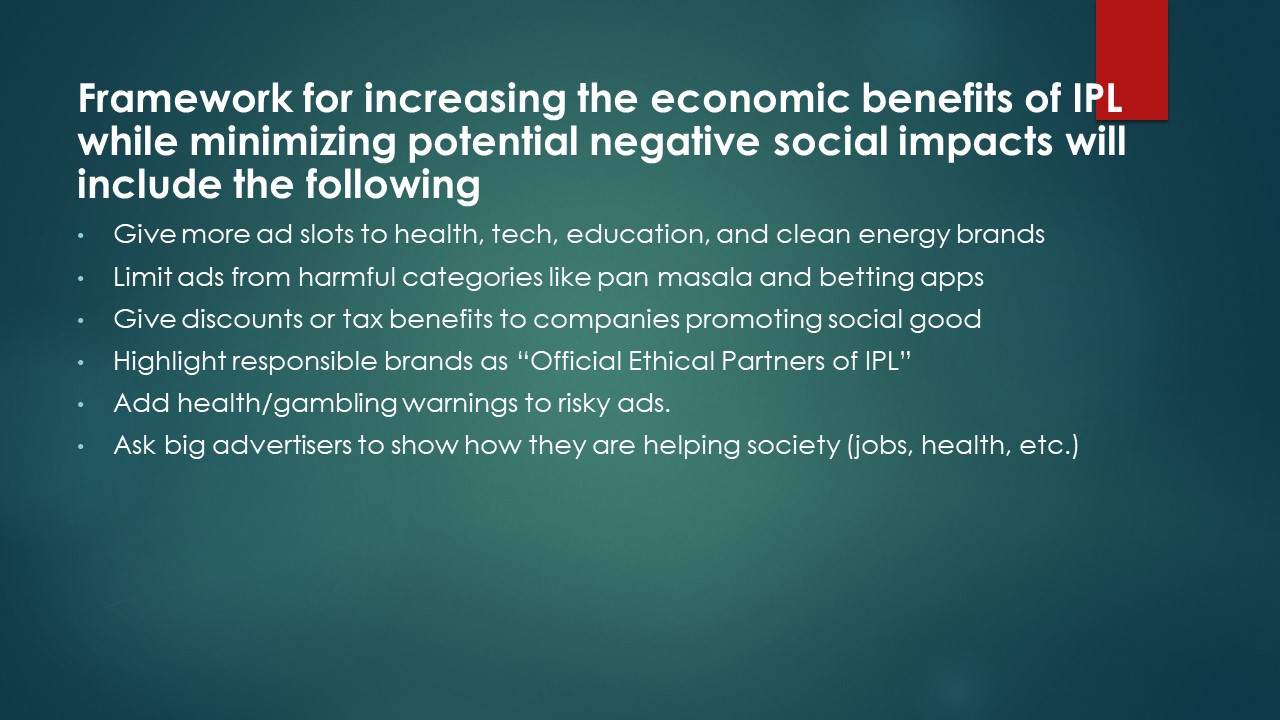 Framework for increasing the economic benefits of IPL
while minimizing potential negative social impacts will
include the following
• Give more ad slots to health, tech, education, and clean energy brands
• Limit ads from harmful categories like pan masala and betting apps
• Give discounts or tax benefits to companies promoting social good
• Highlight responsible brands as “Official Ethical Partners of IPL”
• Add health/gambling warnings to risky ads.
• Ask big advertisers to show how they are helping society (jobs, health, etc.)